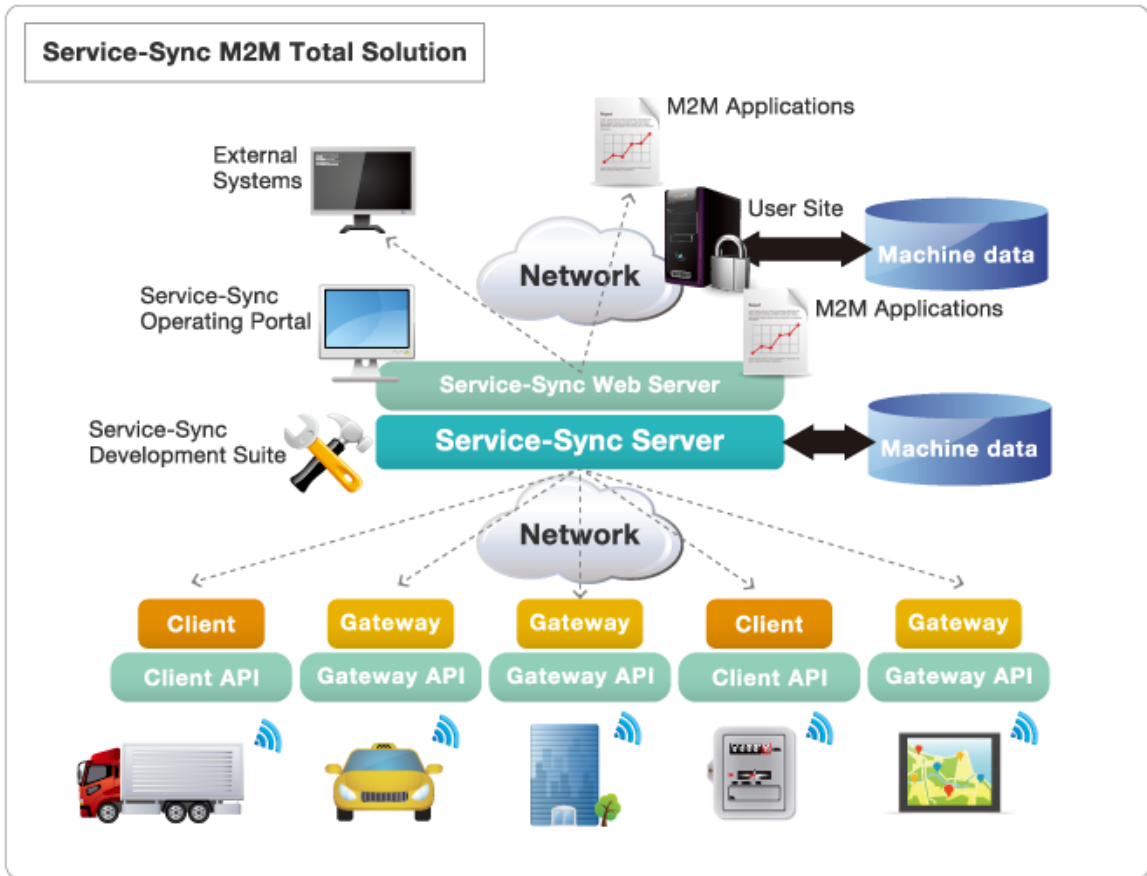 Service-Sync M2M Total Solution
M2M Applications
External
Systems
User Site
Machine data
Network
Service-Sync
Operating Portal
M2M Applications
Service-Sync Web Server
Service-Sync
Development Suite
Service-Sync Server
Machine data
Network
Client
Gateway
Gateway
Client
Gateway
Client API
Gateway API
Gateway API
Client API
Gateway API